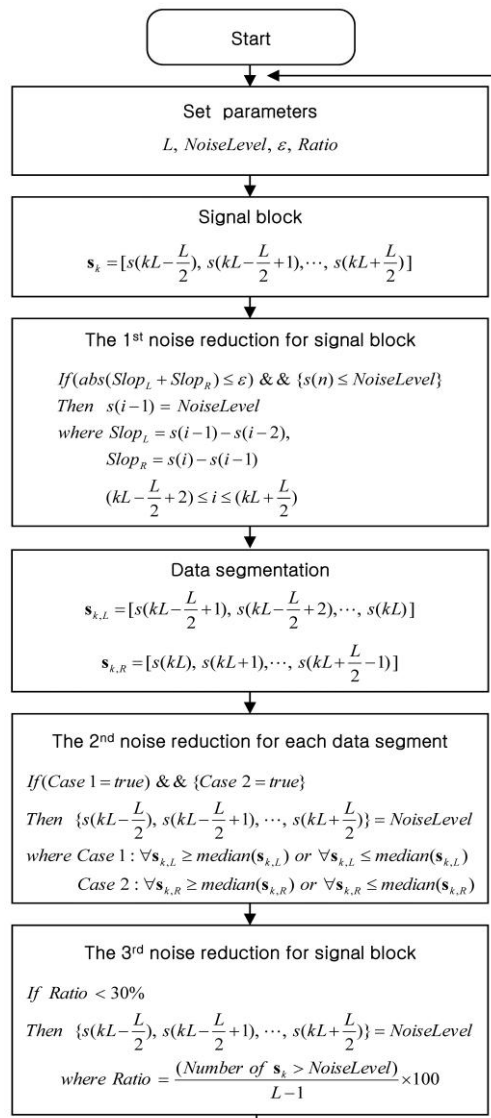 Start
Set parameters
L, NoiseLevel, ε, Ratio
Signal block
s_k = [s(kL - L/2), s(kL - L/2 + 1), ⋯, s(kL + L/2)]
The 1st noise reduction for signal block
If(abs(Slop_L + Slop_R) ≤ ε) && {s(n) ≤ NoiseLevel}
Then s(i-1) = NoiseLevel
where Slop_L = s(i-1) - s(i-2),
Slop_R = s(i) - s(i-1)
(kL - L/2 + 2) ≤ i ≤ (kL + L/2)
Data segmentation
s_k,L = [s(kL - L/2 + 1), s(kL - L/2 + 2), ⋯, s(kL)]
s_k,R = [s(kL), s(kL+1), ⋯, s(kL + L/2 - 1)]
The 2nd noise reduction for each data segment
If(Case 1 = true) && {Case 2 = true}
Then {s(kL - L/2), s(kL - L/2 + 1), ⋯, s(kL + L/2)} = NoiseLevel
where Case 1 : ∀s_k,L ≥ median(s_k,L) or ∀s_k,L ≤ median(s_k,L)
Case 2 : ∀s_k,R ≥ median(s_k,R) or ∀s_k,R ≤ median(s_k,R)
The 3rd noise reduction for signal block
If Ratio < 30%
Then {s(kL - L/2), s(kL - L/2 + 1), ⋯, s(kL + L/2)} = NoiseLevel
where Ratio = (Number of s_k > NoiseLevel)/(L-1) × 100